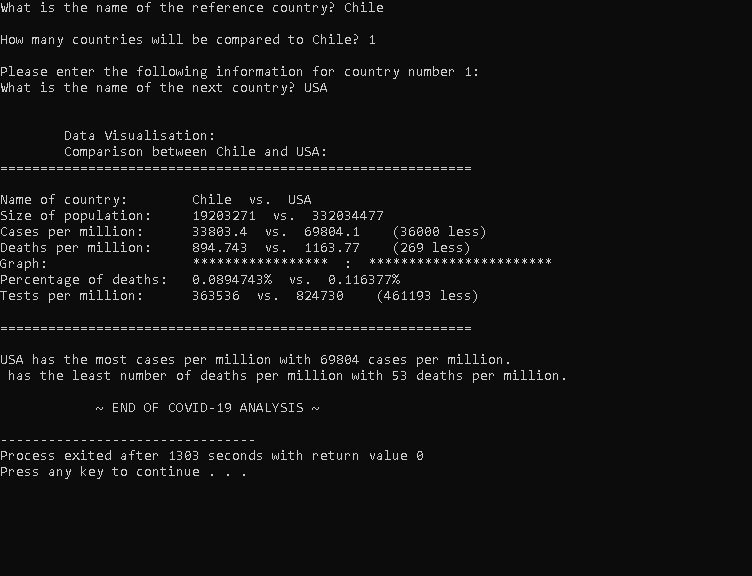 What is the name of the reference country? Chile
How many countries will be compared to Chile? 1
Please enter the following information for country number 1:
What is the name of the next country? USA
Data Visualisation:
Comparison between Chile and USA:
===========================================================
Name of country:        Chile  vs.  USA
Size of population:     19203271  vs.  332034477
Cases per million:      33803.4  vs.  69804.1    (36000 less)
Deaths per million:     894.743  vs.  1163.77    (269 less)
Graph:                  *****************  :  ***********************
Percentage of deaths:   0.0894743%  vs.  0.116377%
Tests per million:      363536  vs.  824730    (461193 less)
===========================================================
USA has the most cases per million with 69804 cases per million.
has the least number of deaths per million with 53 deaths per million.
~ END OF COVID-19 ANALYSIS ~
--------------------------------
Process exited after 1303 seconds with return value 0
Press any key to continue . . .